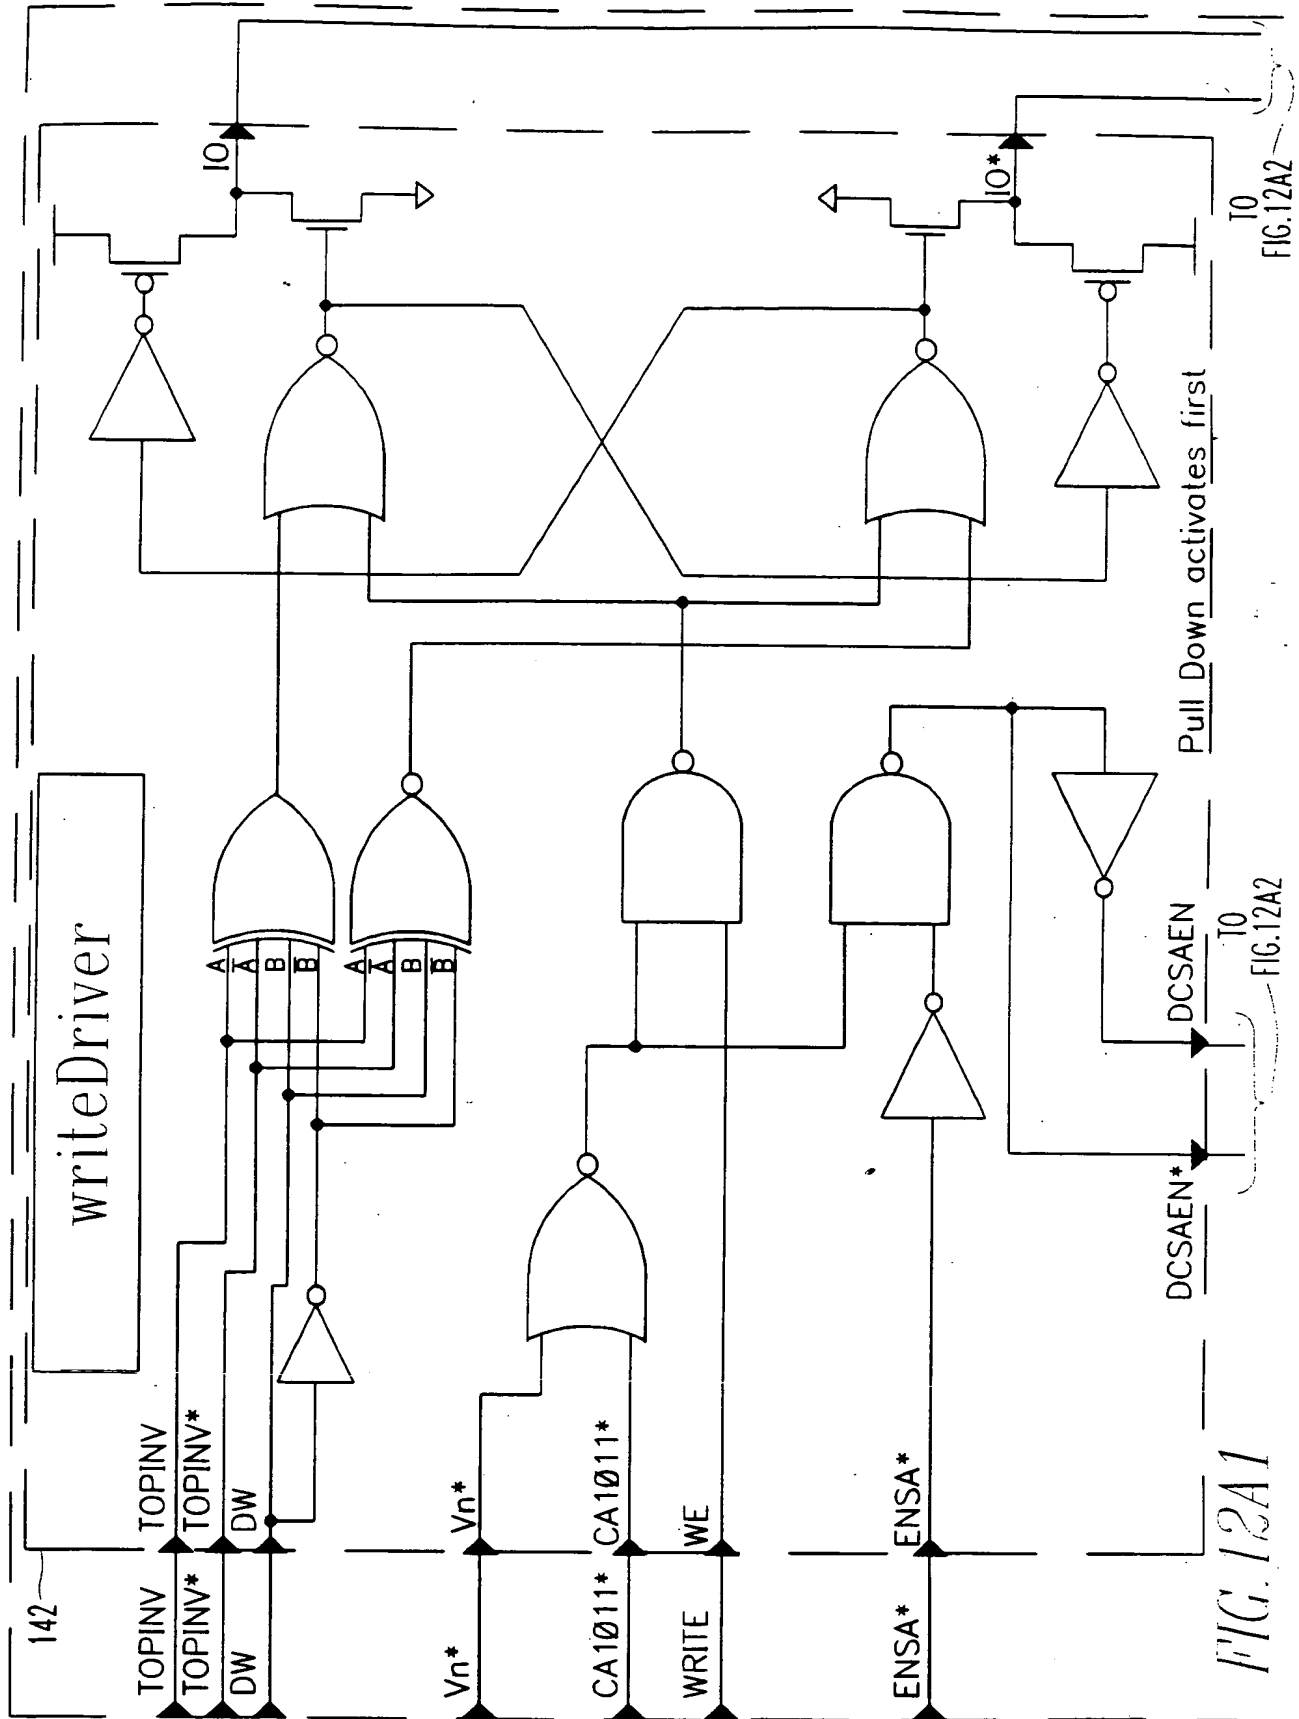 writeDriver
142
TOPINV
TOPINV*
DW
TOPINV
TOPINV*
DW
A
A
B
B
A
A
B
B
IO
Vn*
Vn*
CA1Ø11*
CA1Ø11*
WRITE
WE
ENSA*
ENSA*
IO*
DCSAEN*
DCSAEN
Pull Down activates first
TO
FIG.12A2
TO
FIG.12A2
FIG. 12A1